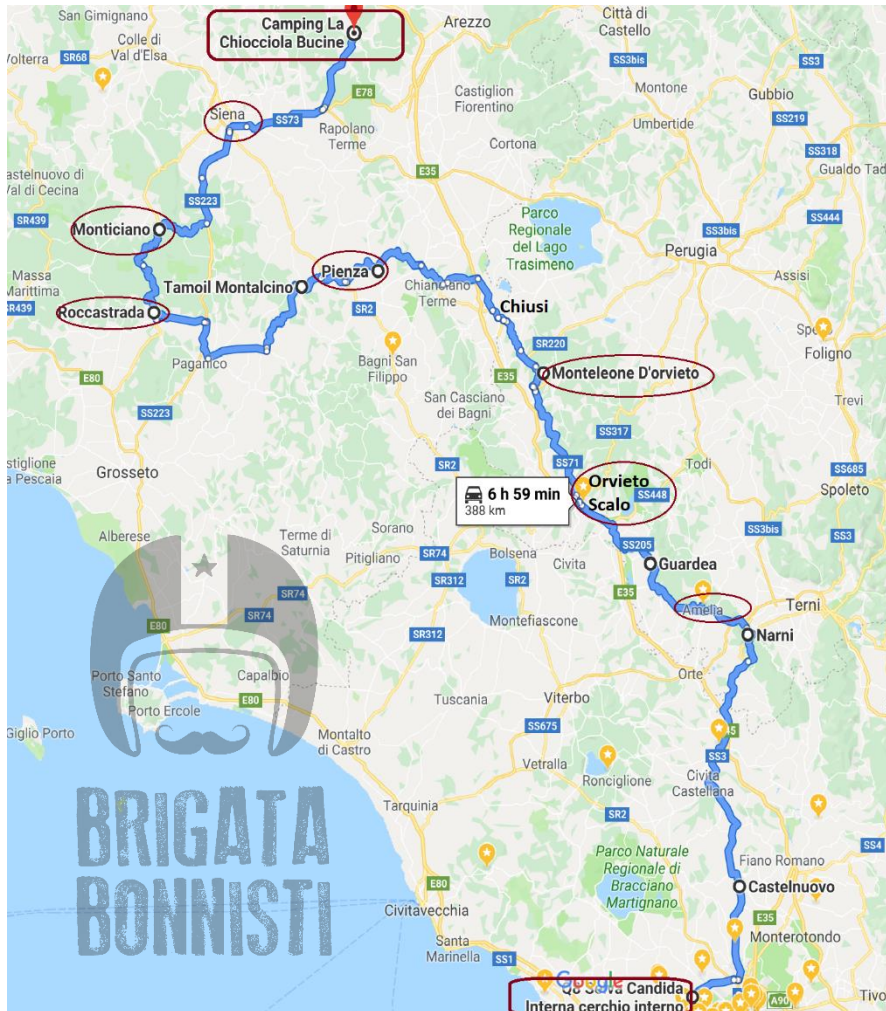 San Gimignano
Camping La
Chiocciola Bucine
Arezzo
Città di
Castello
Colle di
Val d'Elsa
SR68
SS3bis
SS3
Volterra
Montone
Gubbio
E78
Castiglion
Fiorentino
Siena
SS73
Rapolano
Terme
Umbertide
SS219
Cortona
SS318
E35
Gualdo Tad
astelnuovo di
Val di Cecina
SS223
Parco
Regionale
del Lago
Trasimeno
SS444
SR439
Monticiano
SS3bis
Perugia
Pienza
Assisi
Massa
Marittima
Tamoil Montalcino
Chianciano
Terme
SR439
Roccastrada
SR2
Chiusi
Foligno
Paganico
SR220
Bagni San
Filippo
E80
E35
Monteleone D'orvieto
Trevi
SS223
San Casciano
dei Bagni
SS317
Grosseto
SR2
SS71
Todi
SS685
stiglione
a Pescaia
6 h 59 min
388 km
Orvieto
Scalo
SS448
Spoleto
SS3bis
Alberese
Terme di
Saturnia
Sorano
SS205
SS3
Pitigliano
SR74
Bolsena
Civita
Guardea
SR312
SR2
E35
SR74
Amelia
Terni
E80
SR74
SR312
Montefiascone
Narni
Porto Santo
Stefano
Capalbio
Orte
E80
Tuscania
Viterbo
Porto Ercole
Giglio Porto
Montalto
di Castro
SS675
SS3
Vetralla
Ronciglione
Civita
Castellana
BRIGATA
BONNISTI
Tarquinia
SR2
SS4
Parco Naturale
Regionale di
Bracciano
Martignano
Fiano Romano
E80
Castelnuovo
Civitavecchia
E35
Santa
Marinella
Monterotondo
SS1
Google
Candida
A90
Tivo
Interna cerchio interno